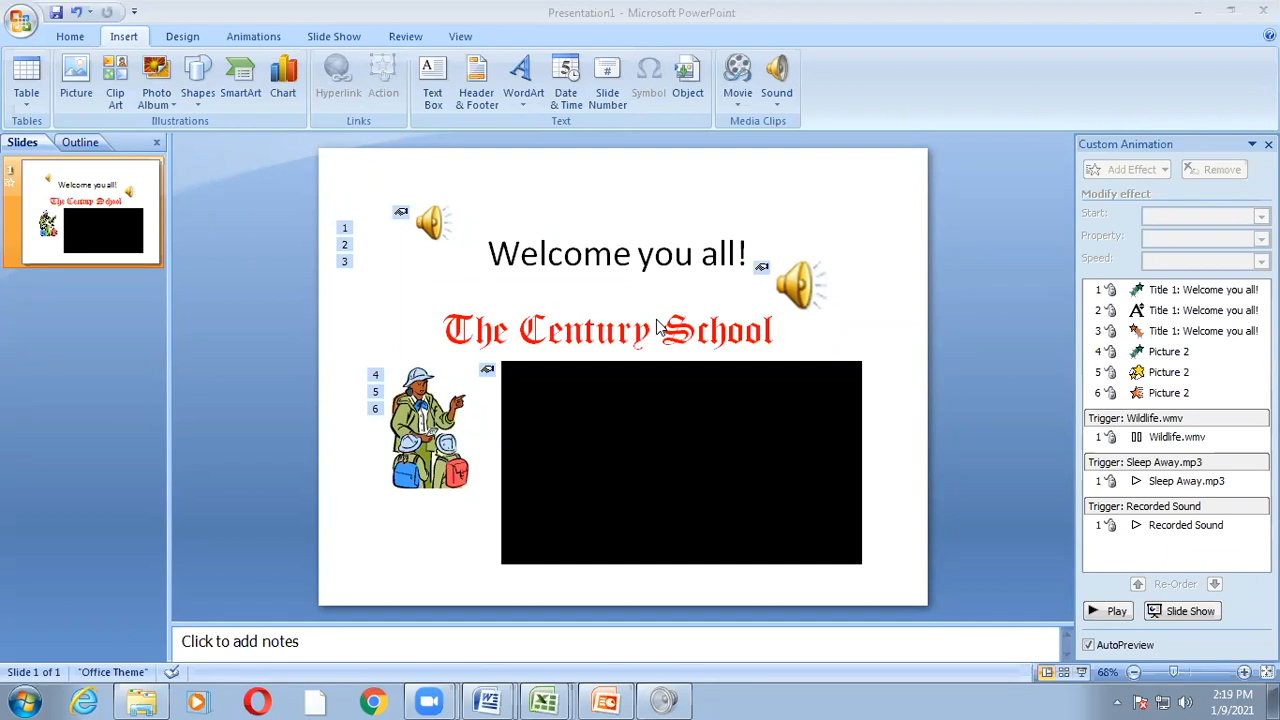 Presentation1 - Microsoft PowerPoint
Home Insert Design Animations Slide Show Review View
Table
Picture
Clip Art
Photo Album
Shapes
SmartArt
Chart
Hyperlink
Action
Text Box
Header & Footer
WordArt
Date & Time
Slide Number
Symbol
Object
Movie
Sound
Tables Illustrations Links Text Media Clips
Slides Outline
1
Welcome you all!
The Century School
1
2
3
Welcome you all!
The Century School
4
5
6
Custom Animation
Add Effect Remove
Modify effect
Start:
Property:
Speed:
1 Title 1: Welcome you all!
2 Title 1: Welcome you all!
3 Title 1: Welcome you all!
4 Picture 2
5 Picture 2
6 Picture 2
Trigger: Wildlife.wmv
1 Wildlife.wmv
Trigger: Sleep Away.mp3
1 Sleep Away.mp3
Trigger: Recorded Sound
1 Recorded Sound
Re-Order
Play Slide Show
AutoPreview
Click to add notes
Slide 1 of 1 "Office Theme" 68%
2:19 PM
1/9/2021